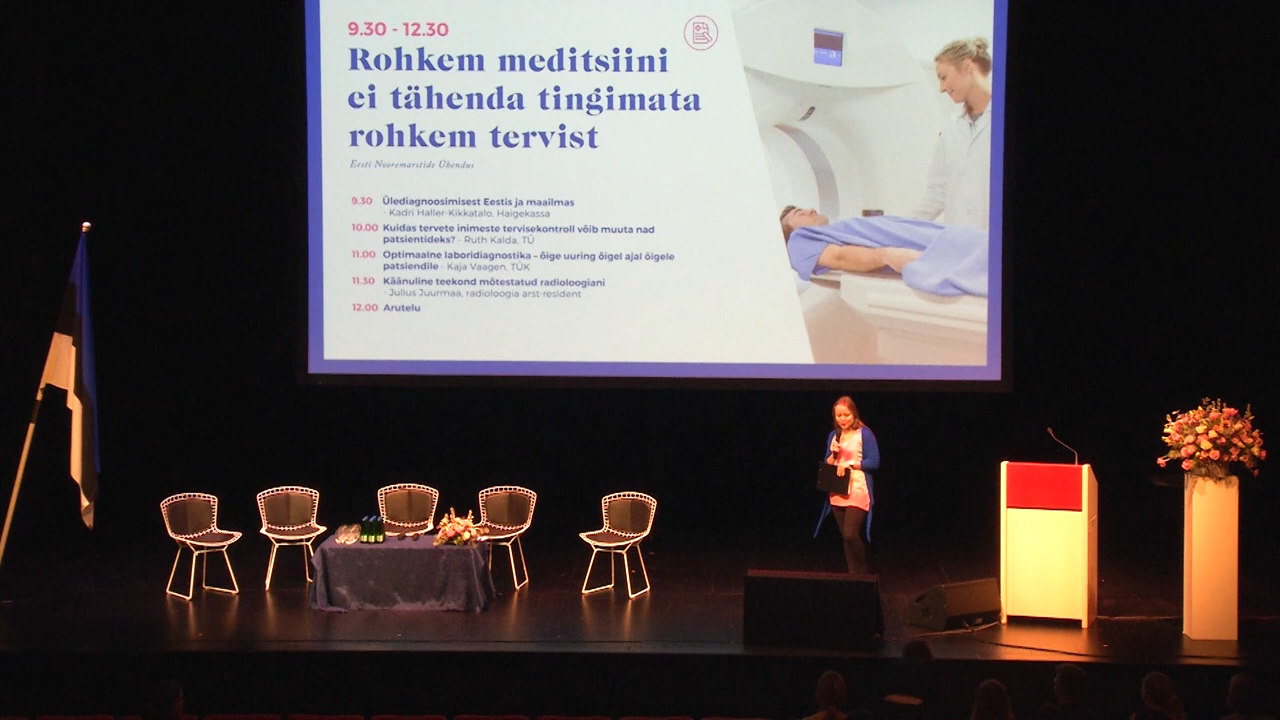 9.30 - 12.30
Rohkem meditsiini
ei tähenda tingimata
rohkem tervist
Eesti Nooremarstide Ühendus
9.30 Ülediagnoosimisest Eestis ja maailmas
- Kadri Haller-Kikkatalo, Haigekassa
10.00 Kuidas tervete inimeste tervisekontroll võib muuta nad
patsientideks? - Ruth Kalda, TÜ
11.00 Optimaalne laboridiagnostika - õige uuring õigel ajal õigele
patsiendile - Kaja Vaagen, TÜK
11.30 Käänuline teekond mõtestatud radioloogiani
- Julius Juurmaa, radioloogia arst-resident
12.00 Arutelu